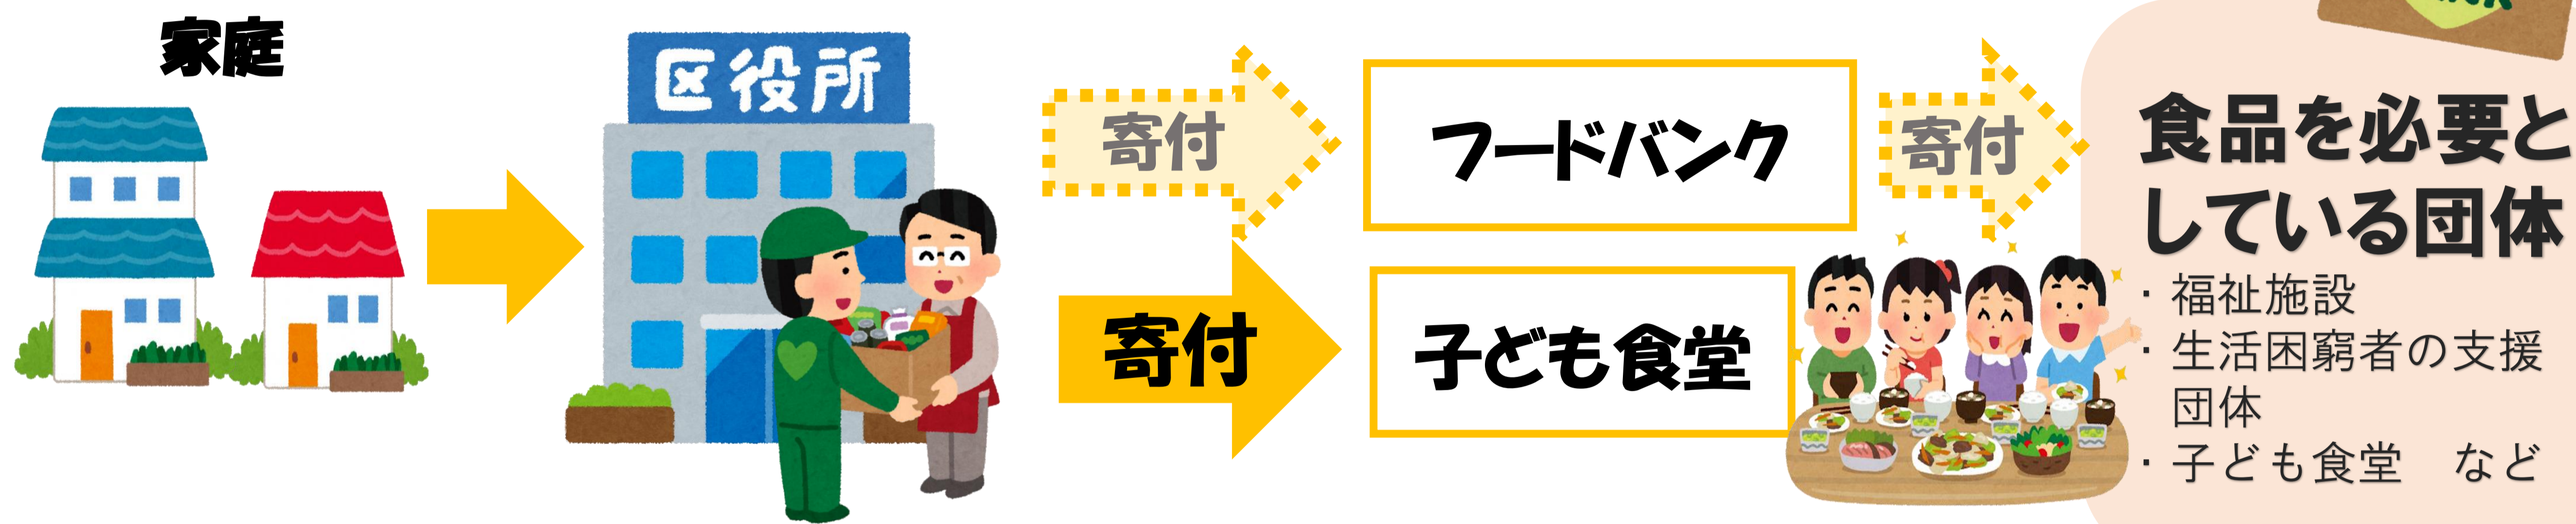 家庭
区役所
寄付
フードバンク
寄付
食品を必要と
している団体
・福祉施設
・生活困窮者の支援
団体
・子ども食堂　など
寄付
子ども食堂